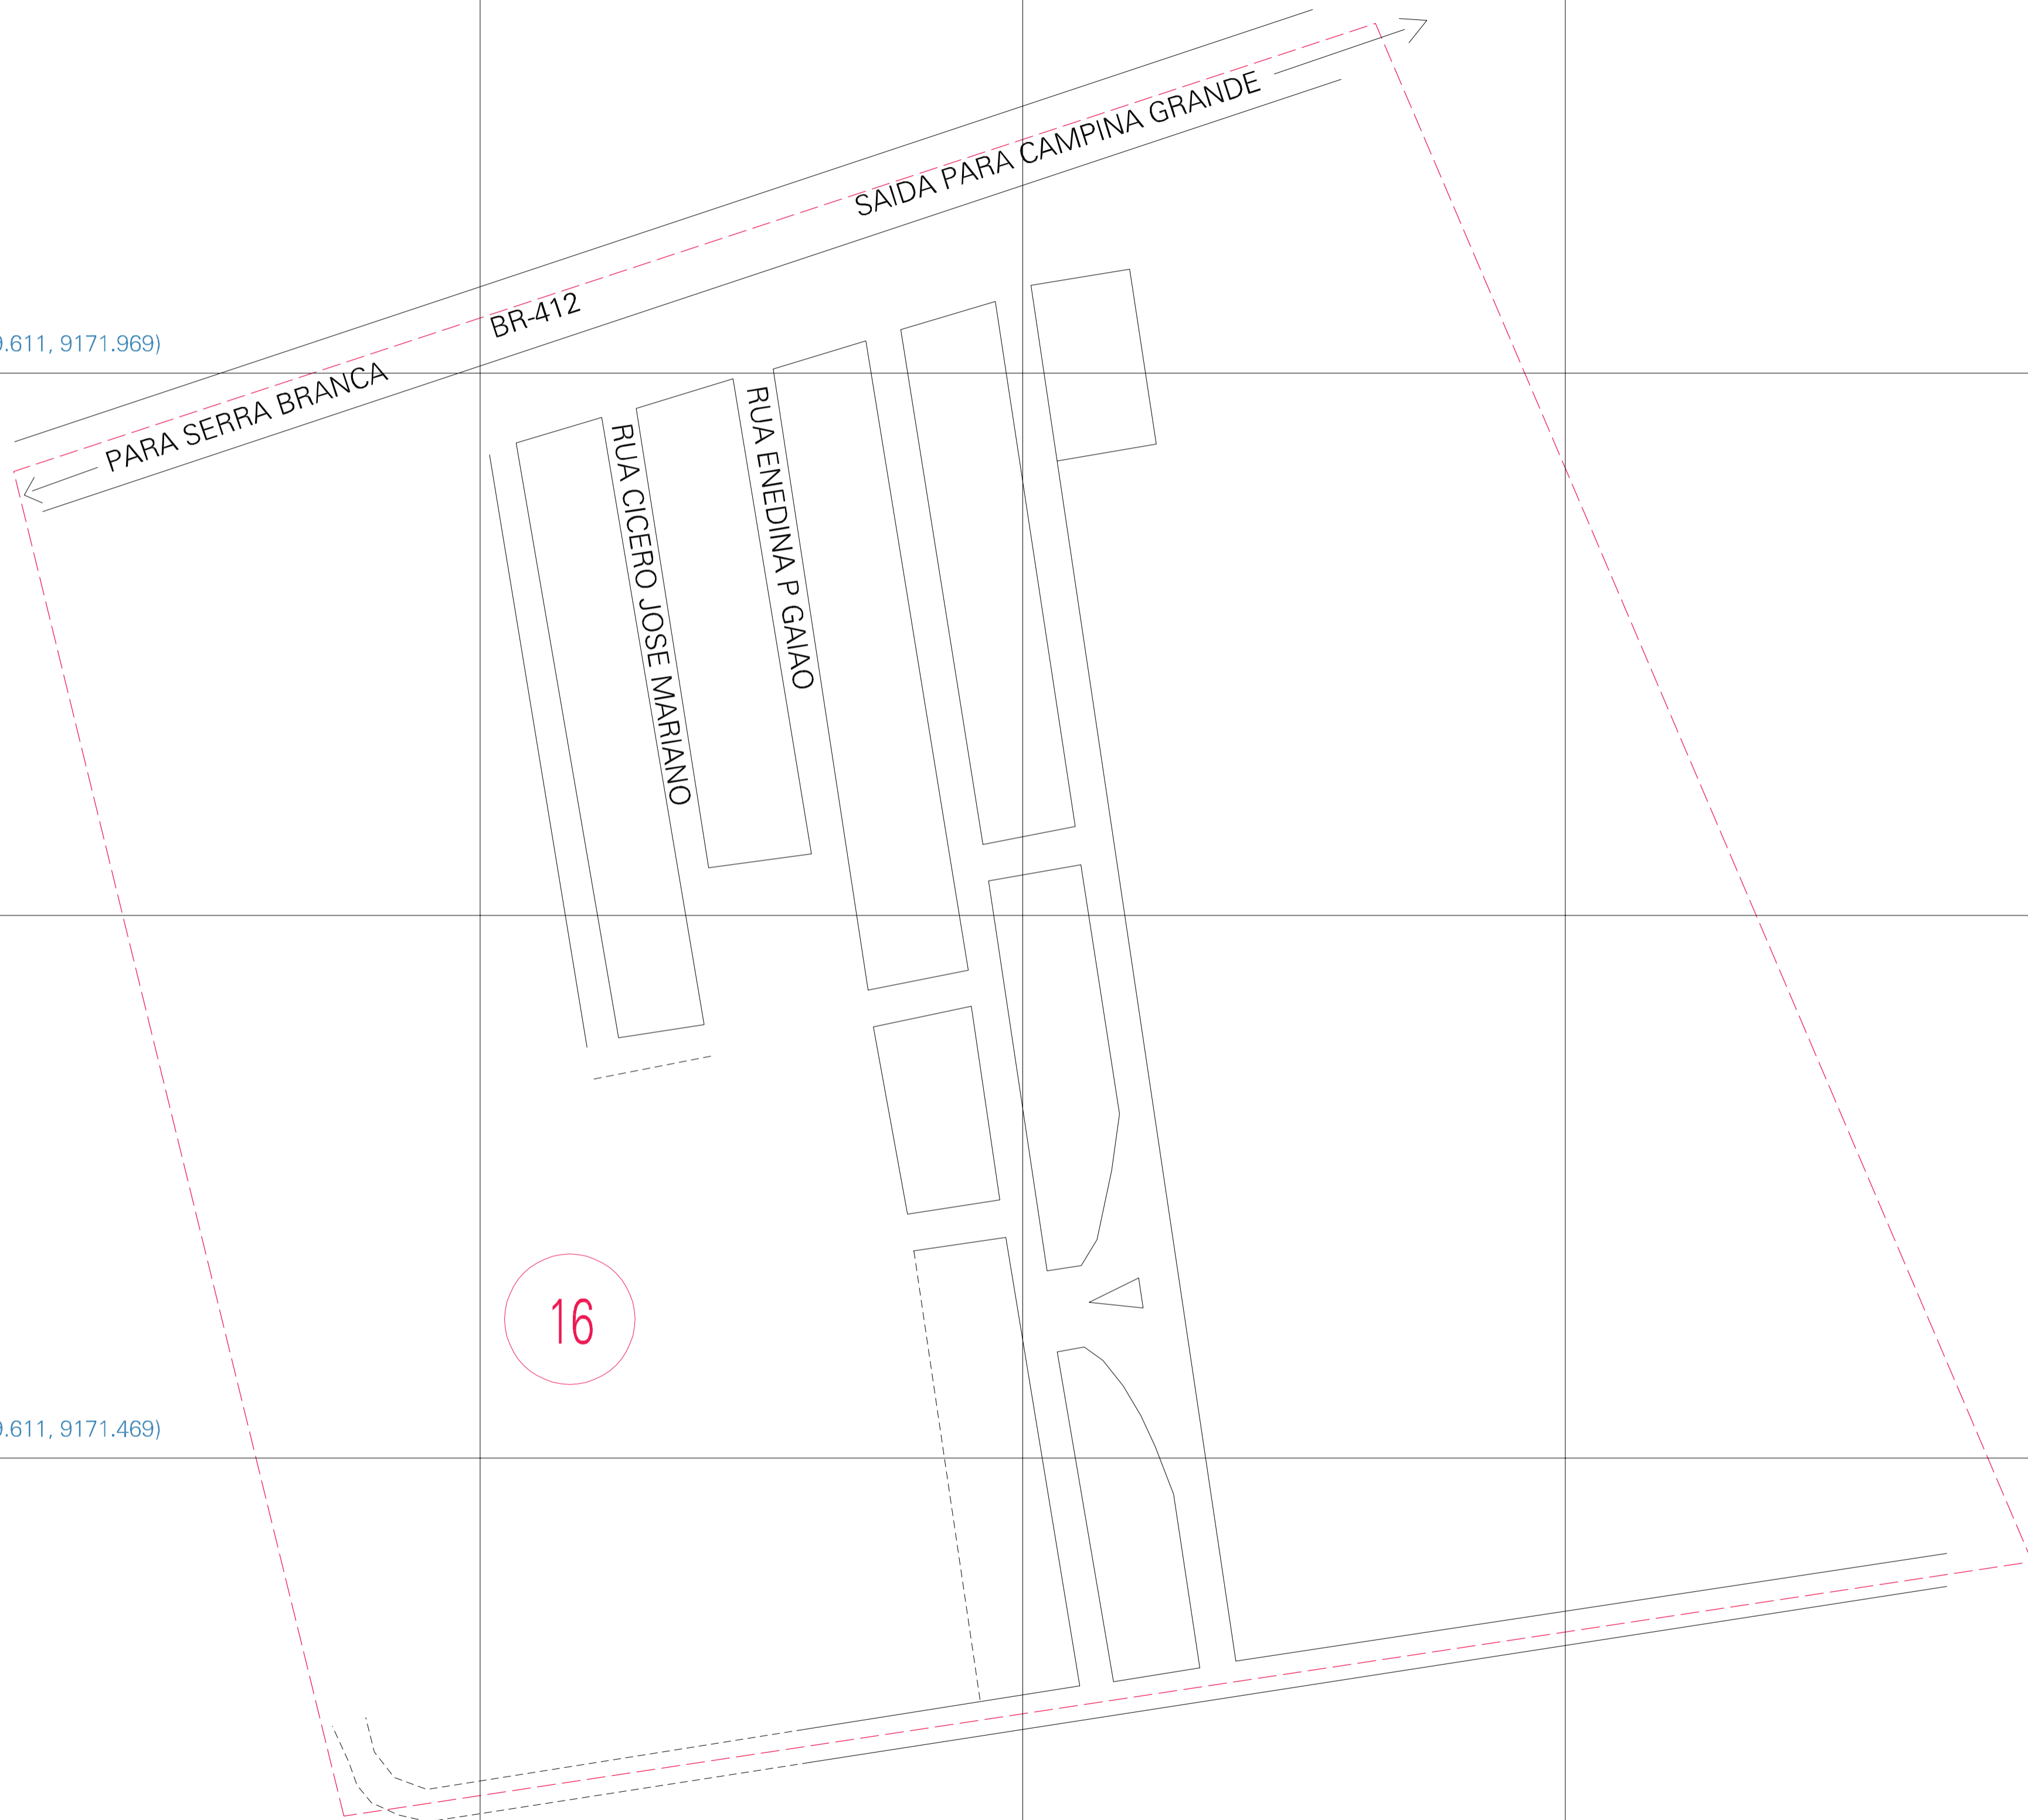 SAIDA PARA CAMPINA GRANDE
BR-412
.611, 9171.969)
PARA SERRA BRANCA
RUA CICERO JOSE MARIANO
RUA ENEDINA P GAIAO
16
.611, 9171.469)